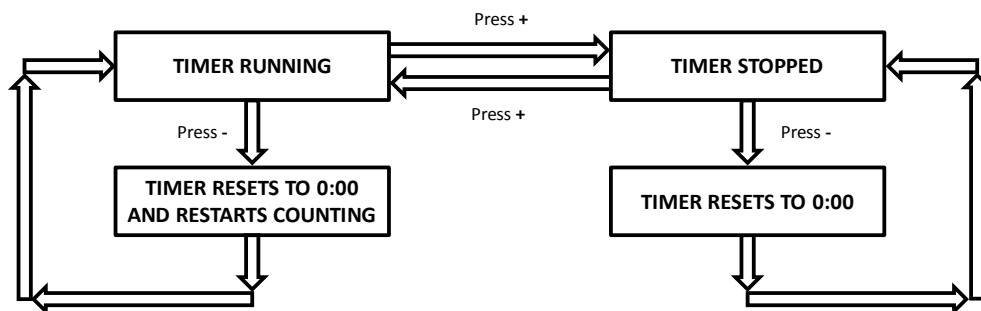 Press +
TIMER RUNNING
TIMER STOPPED
Press +
Press -
Press -
TIMER RESETS TO 0:00
AND RESTARTS COUNTING
TIMER RESETS TO 0:00